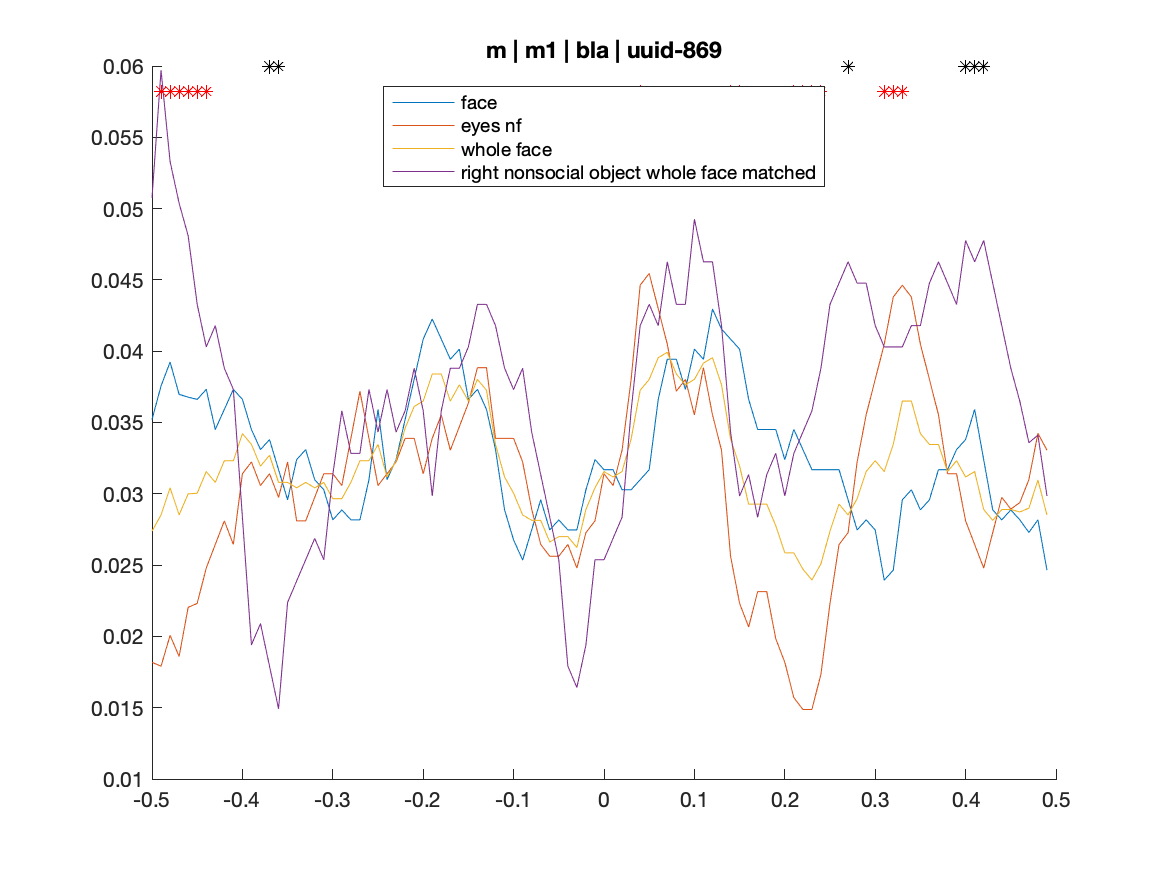 m | m1 | bla | uuid-869
0.06
0.055
0.05
0.045
0.04
0.035
0.03
0.025
0.02
0.015
0.01
face
eyes nf
whole face
right nonsocial object whole face matched
-0.5 -0.4 -0.3 -0.2 -0.1 0 0.1 0.2 0.3 0.4 0.5